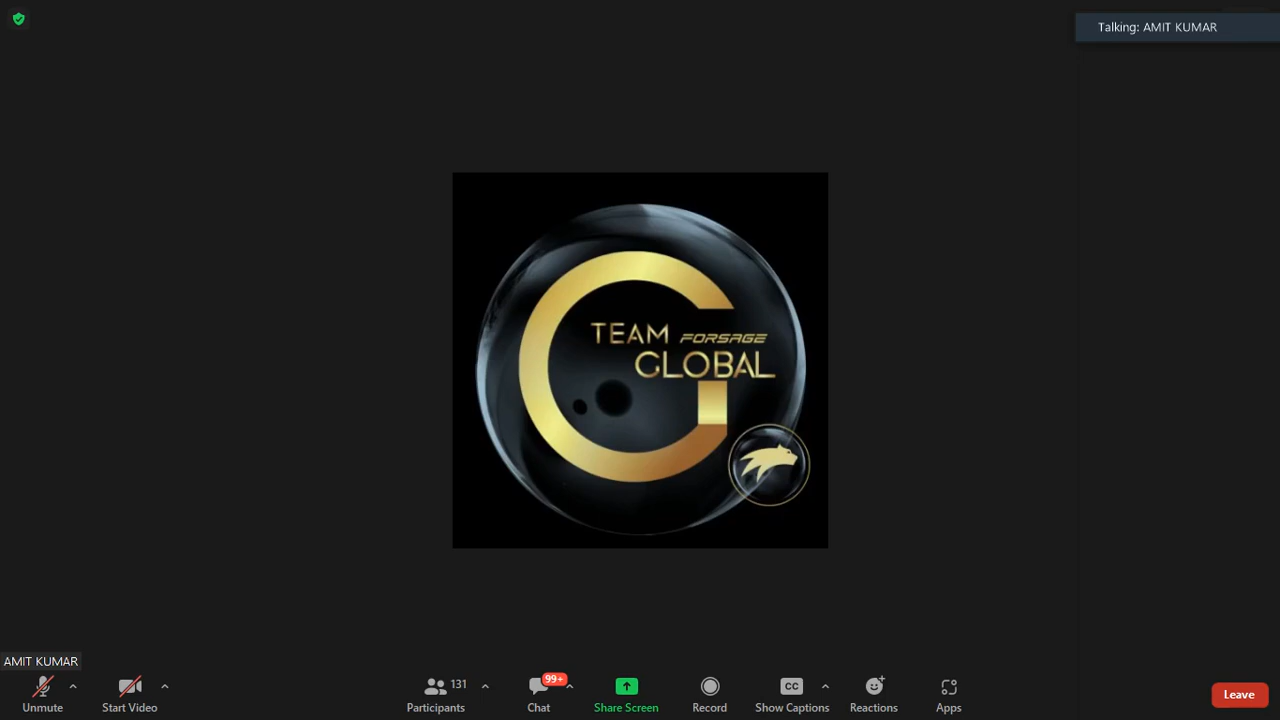 Talking: AMIT KUMAR
TEAM FORSAGE
GLOBAL
AMIT KUMAR
Unmute
Start Video
131
Participants
99+
Chat
Share Screen
Record
CC
Show Captions
Reactions
Apps
Leave